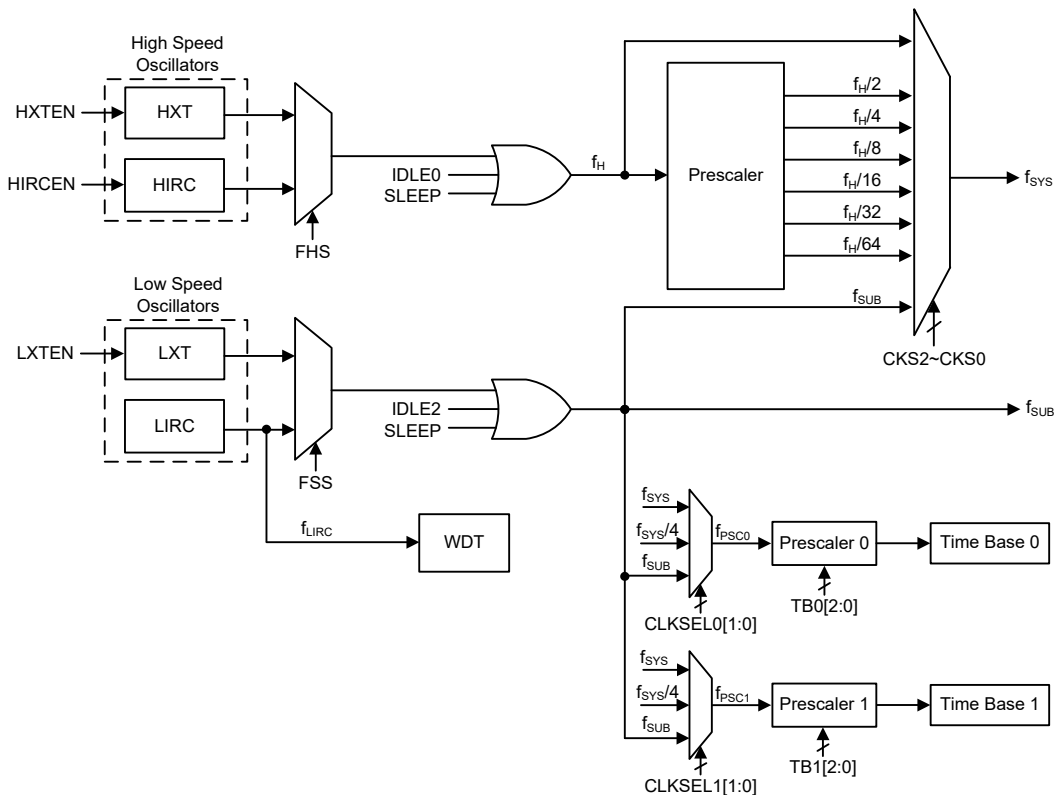 High Speed
Oscillators
HXTEN
HXT
HIRCEN
HIRC
FHS
IDLE0
SLEEP
fH
Prescaler
fH/2
fH/4
fH/8
fH/16
fH/32
fH/64
fSUB
CKS2~CKS0
fSYS
Low Speed
Oscillators
LXTEN
LXT
LIRC
FSS
IDLE2
SLEEP
fSUB
fLIRC
WDT
fSYS
fSYS/4
fSUB
fPSC0
CLKSEL0[1:0]
Prescaler 0
TB0[2:0]
Time Base 0
fSYS
fSYS/4
fSUB
fPSC1
CLKSEL1[1:0]
Prescaler 1
TB1[2:0]
Time Base 1